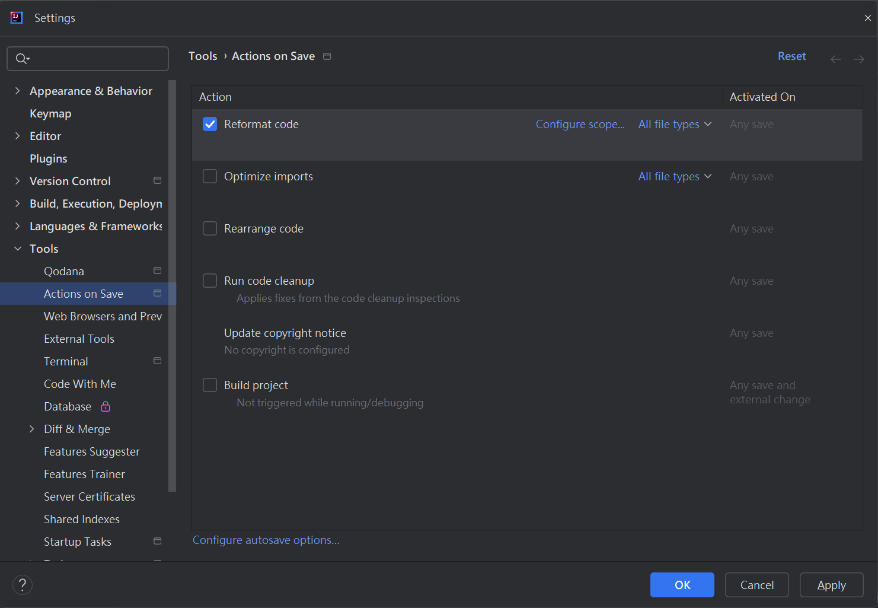 Settings
Tools › Actions on Save
Reset
Appearance & Behavior
Keymap
Editor
Plugins
Version Control
Build, Execution, Deploym
Languages & Frameworks
Tools
Qodana
Actions on Save
Web Browsers and Prev
External Tools
Terminal
Code With Me
Database
Diff & Merge
Features Suggester
Features Trainer
Server Certificates
Shared Indexes
Startup Tasks
Action
Activated On
Reformat code
Configure scope...
All file types
Any save
Optimize imports
All file types
Any save
Rearrange code
Any save
Run code cleanup
Any save
Applies fixes from the code cleanup inspections
Update copyright notice
Any save
No copyright is configured
Build project
Any save and
external change
Not triggered while running/debugging
Configure autosave options...
?
OK
Cancel
Apply